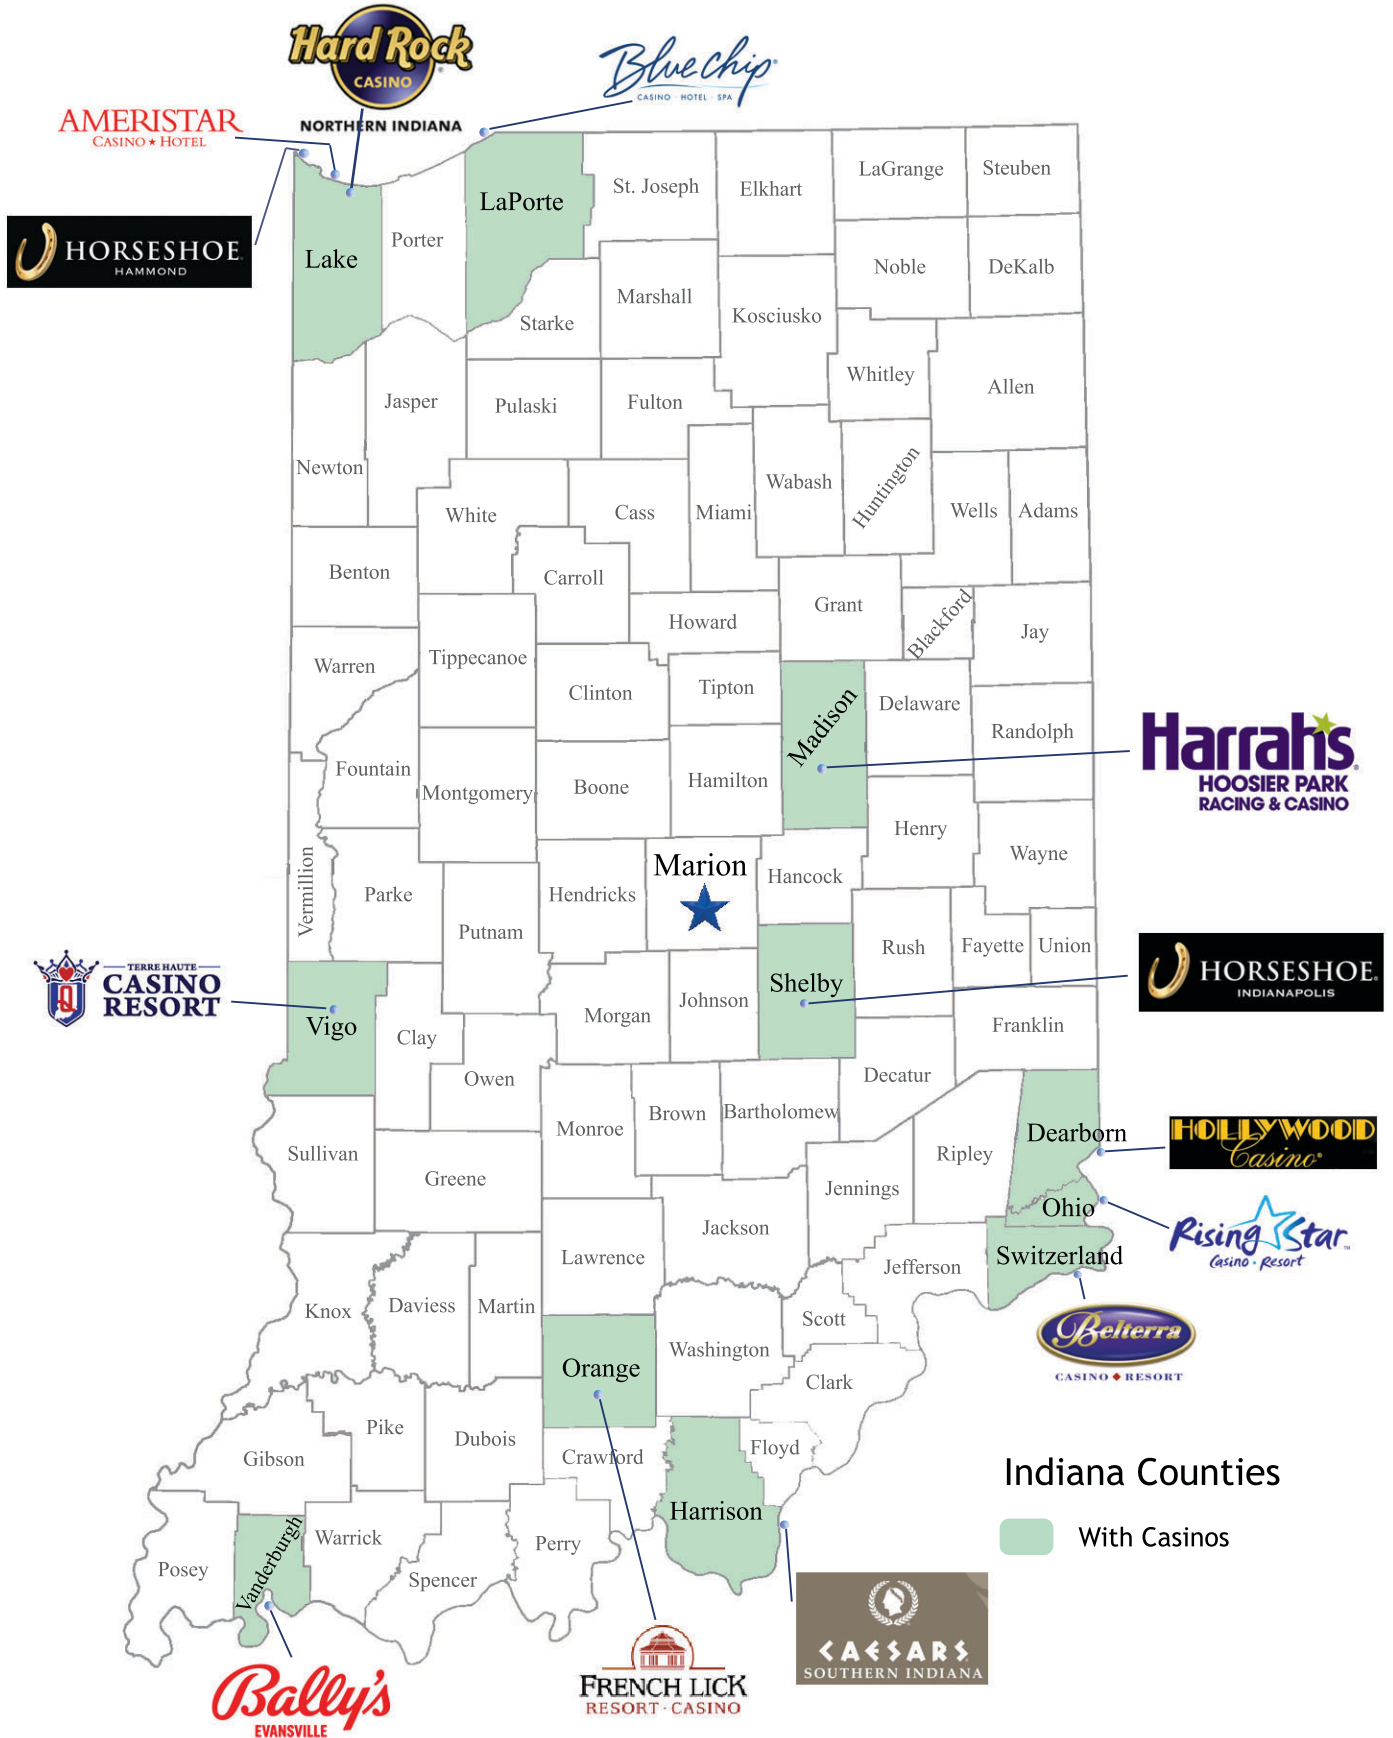 Hard Rock
CASINO
NORTHERN INDIANA
Blue Chip
CASINO · HOTEL · SPA
AMERISTAR
CASINO ★ HOTEL
HORSESHOE
HAMMOND
LaPorte
St. Joseph
Elkhart
LaGrange
Steuben
Lake
Porter
Noble
DeKalb
Starke
Marshall
Kosciusko
Whitley
Allen
Jasper
Pulaski
Fulton
Newton
White
Cass
Miami
Wabash
Huntington
Wells
Adams
Benton
Carroll
Grant
Blackford
Jay
Howard
Warren
Tippecanoe
Clinton
Tipton
Madison
Delaware
Randolph
Harrah's
HOOSIER PARK
RACING & CASINO
Fountain
Montgomery
Boone
Hamilton
Henry
Wayne
Vermillion
Parke
Putnam
Hendricks
Marion
Hancock
Rush
Fayette
Union
HORSESHOE
INDIANAPOLIS
TERRE HAUTE
CASINO
RESORT
Q
Vigo
Clay
Morgan
Johnson
Shelby
Franklin
Owen
Decatur
Monroe
Brown
Bartholomew
Dearborn
HOLLYWOOD
Casino
Sullivan
Greene
Jennings
Ripley
Ohio
Rising Star
Casino · Resort
Lawrence
Jackson
Jefferson
Switzerland
Knox
Daviess
Martin
Scott
Belterra
CASINO ◆ RESORT
Orange
Washington
Clark
Gibson
Pike
Dubois
Crawford
Floyd
Harrison
Indiana Counties
With Casinos
Posey
Vanderburgh
Warrick
Spencer
Perry
CAESARS
SOUTHERN INDIANA
Bally's
EVANSVILLE
FRENCH LICK
RESORT · CASINO